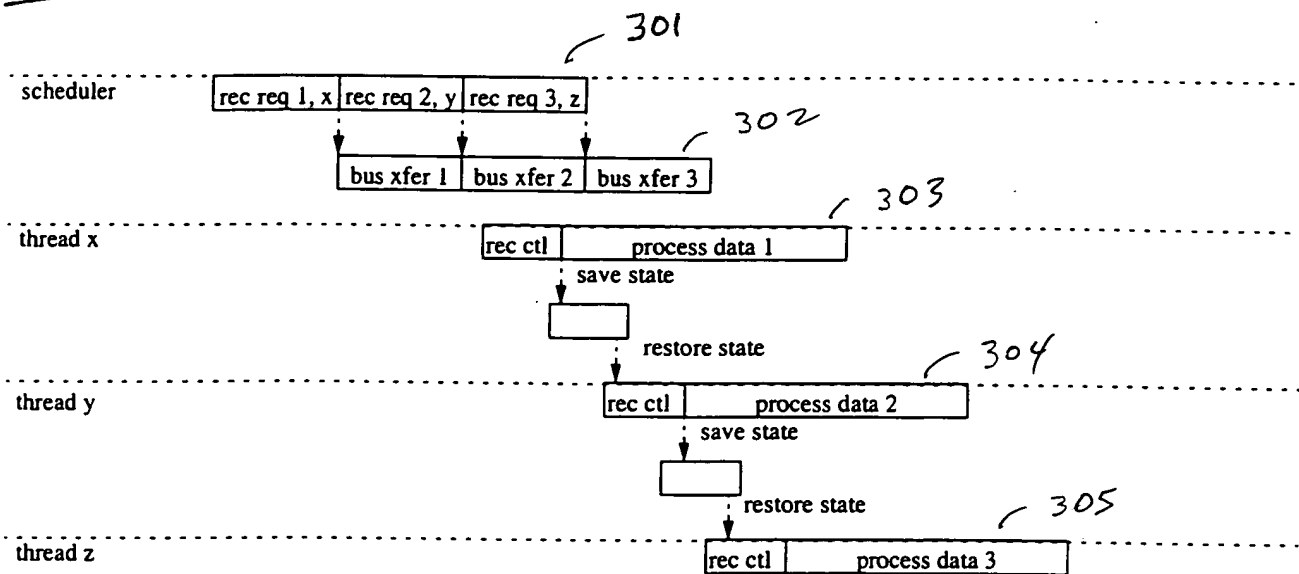 301
scheduler
rec req 1, x rec req 2, y rec req 3, z
302
bus xfer 1 bus xfer 2 bus xfer 3
303
thread x
rec ctl process data 1
save state
restore state
304
thread y
rec ctl process data 2
save state
restore state
305
thread z
rec ctl process data 3